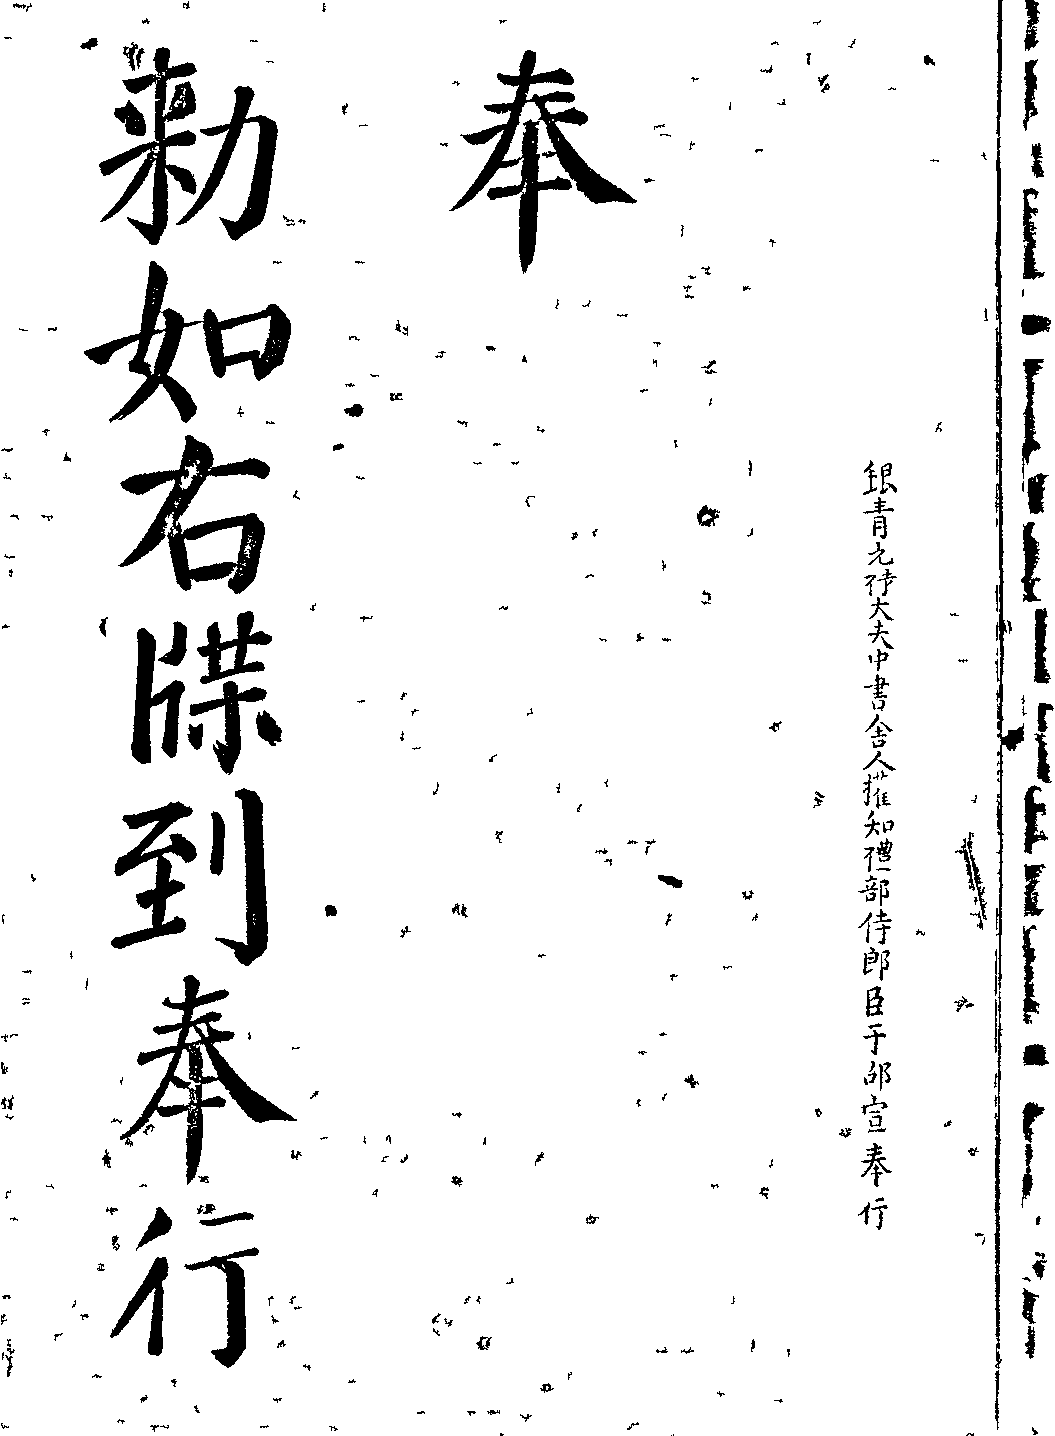 銀青光祿大夫中書舍人權知禮部侍郎臣于邵宣奉行
奉
勑如右牒到奉行